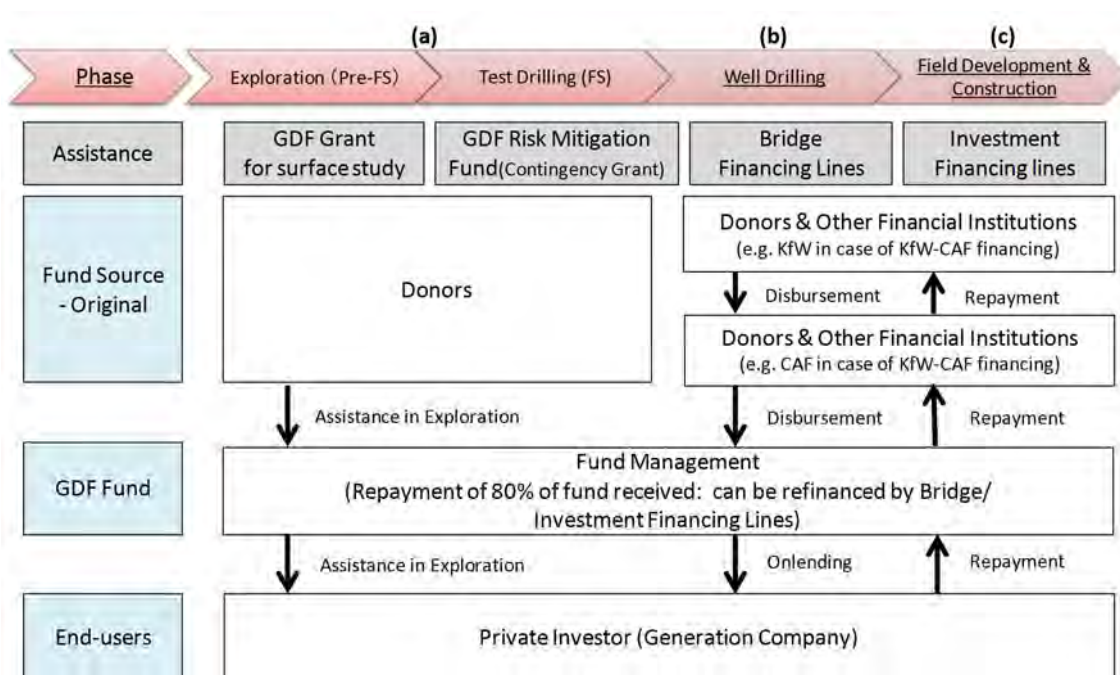 (a)
(b)
(c)
Phase
Exploration (Pre-FS)
Test Drilling (FS)
Well Drilling
Field Development &
Construction
Assistance
GDF Grant
for surface study
GDF Risk Mitigation
Fund(Contingency Grant)
Bridge
Financing Lines
Investment
Financing lines
Fund Source
- Original
Donors
Donors & Other Financial Institutions
(e.g. KfW in case of KfW-CAF financing)
Disbursement
Repayment
Donors & Other Financial Institutions
(e.g. CAF in case of KfW-CAF financing)
Assistance in Exploration
Disbursement
Repayment
GDF Fund
Fund Management
(Repayment of 80% of fund received: can be refinanced by Bridge/
Investment Financing Lines)
Assistance in Exploration
Onlending
Repayment
End-users
Private Investor (Generation Company)